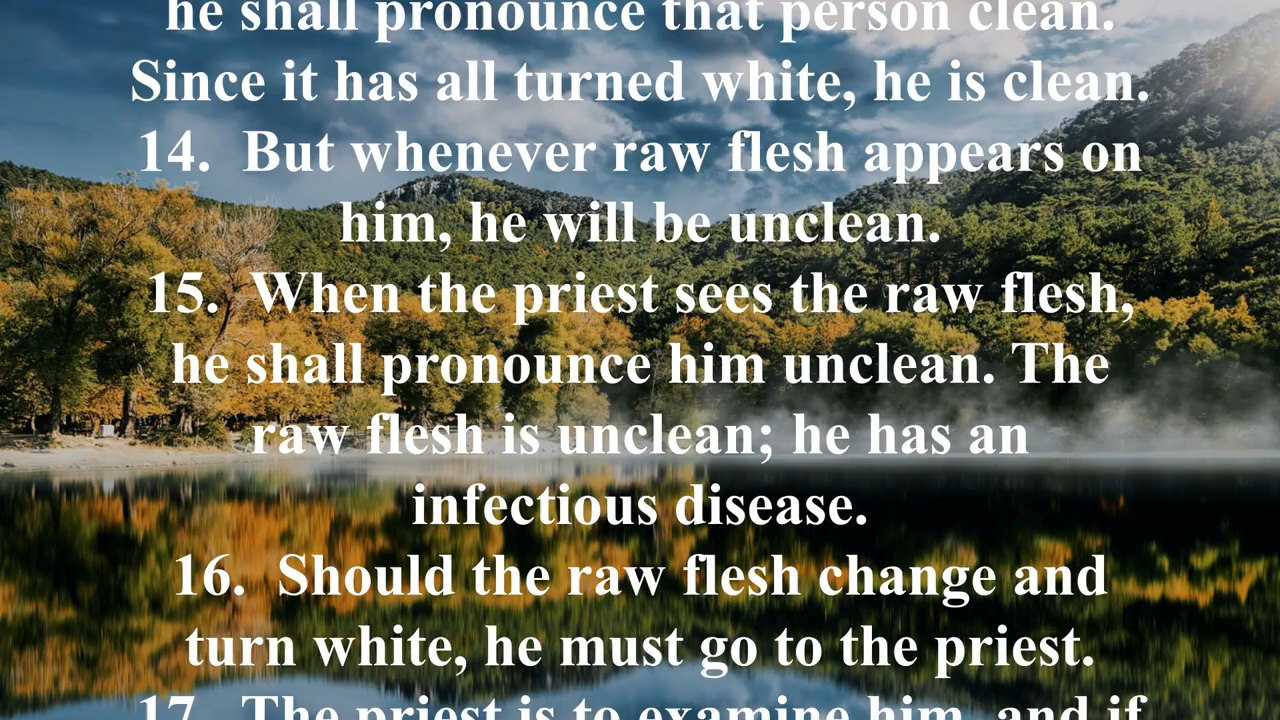 he shall pronounce that person clean.
Since it has all turned white, he is clean.
14.  But whenever raw flesh appears on
him, he will be unclean.
15.  When the priest sees the raw flesh,
he shall pronounce him unclean. The
raw flesh is unclean; he has an
infectious disease.
16.  Should the raw flesh change and
turn white, he must go to the priest.
17.  The priest is to examine him, and if